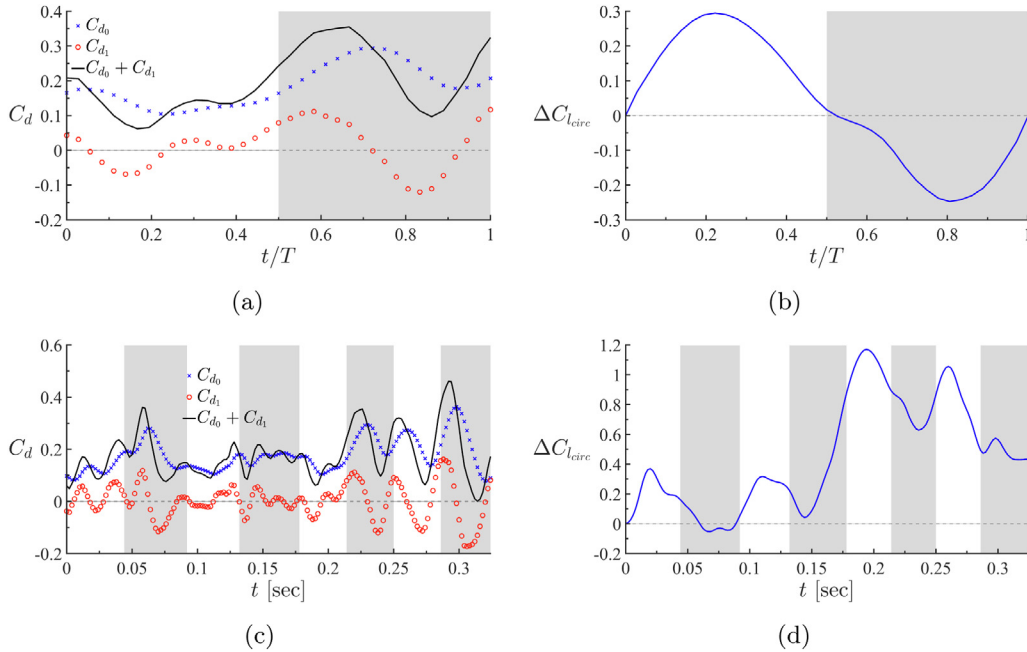 0.4
0.3
0.2
0.1
0
-0.1
-0.2
C_d
C_{d_0}
C_{d_1}
C_{d_0} + C_{d_1}
0 0.2 0.4 0.6 0.8 1
t/T
(a)
0.3
0.2
0.1
0
-0.1
-0.2
-0.3
ΔC_{l_{circ}}
0 0.2 0.4 0.6 0.8 1
t/T
(b)
0.6
0.4
0.2
0
-0.2
C_d
C_{d_0}
C_{d_1}
C_{d_0} + C_{d_1}
0 0.05 0.1 0.15 0.2 0.25 0.3
t [sec]
(c)
1.2
1
0.8
0.6
0.4
0.2
0
-0.2
ΔC_{l_{circ}}
0 0.05 0.1 0.15 0.2 0.25 0.3
t [sec]
(d)